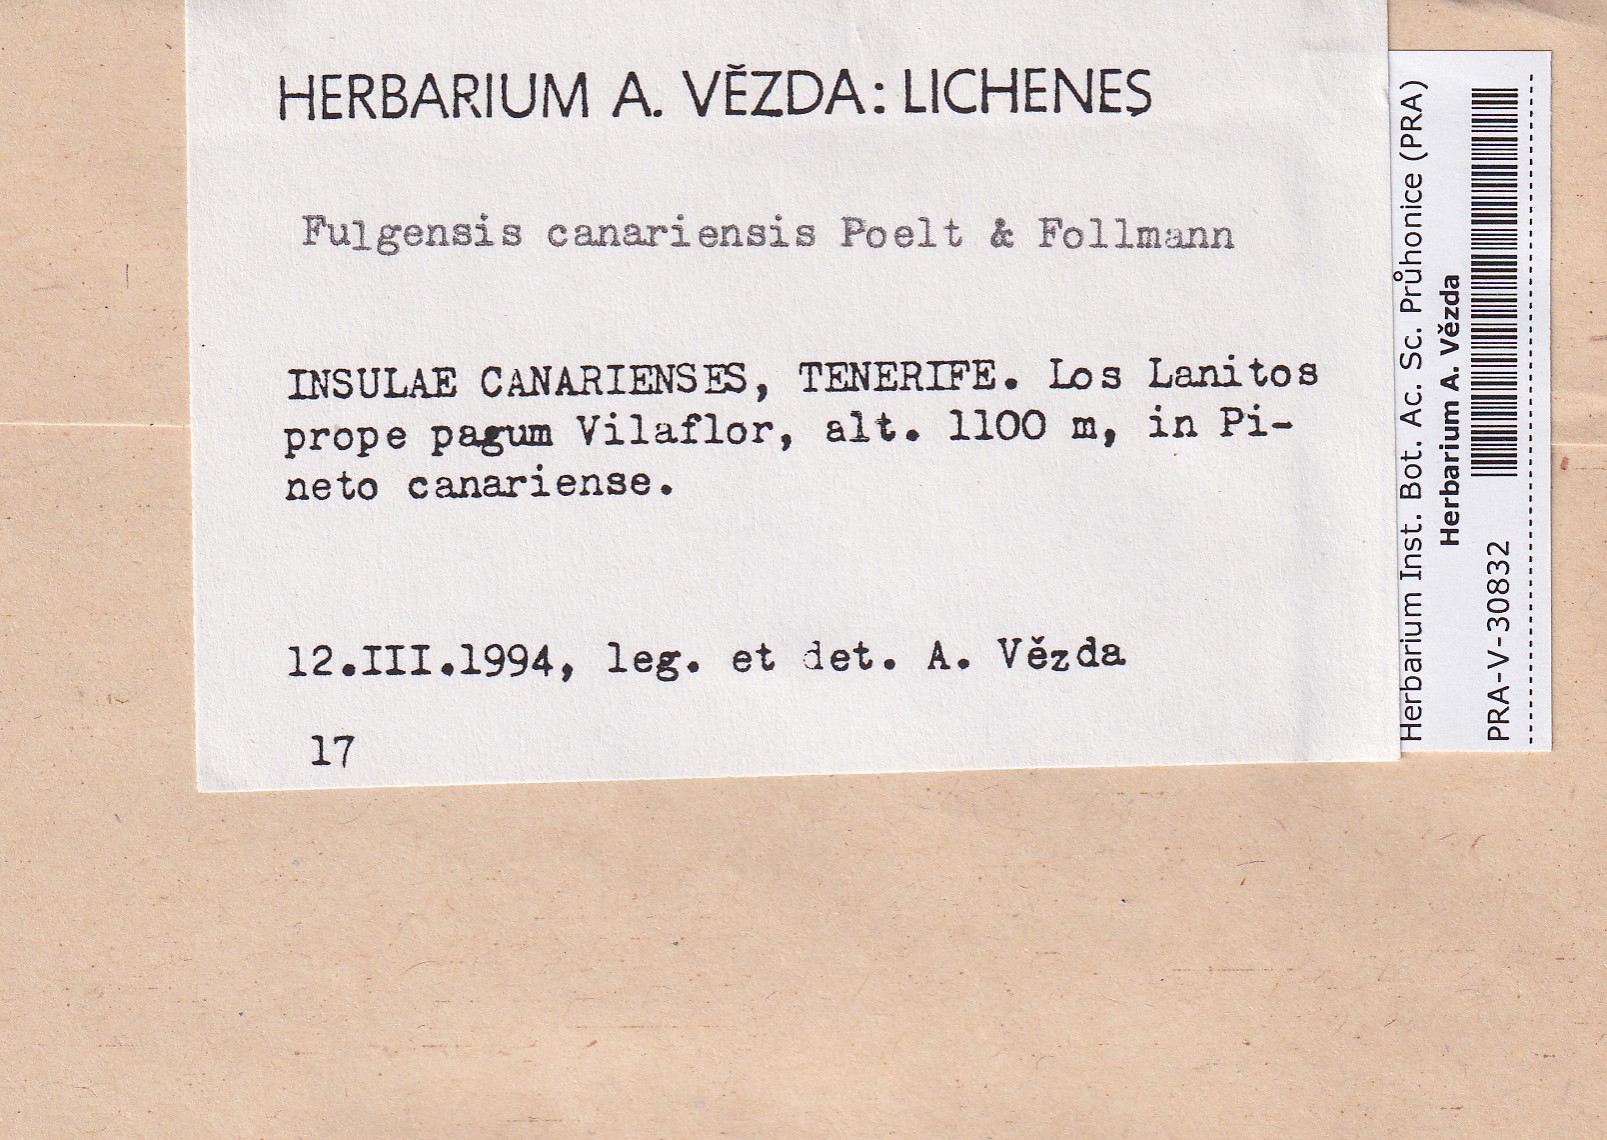 HERBARIUM A. VĚZDA: LICHENES
Fulgensis canariensis Poelt & Follmann
INSULAE CANARIENSES, TENERIFE. Los Lanitos
prope pagum Vilaflor, alt. 1100 m, in Pi-
neto canariense.
12.III.1994, leg. et det. A. Vězda
17
Herbarium Inst. Bot. Ac. Sc. Průhonice (PRA)
Herbarium A. Vězda
PRA-V-30832